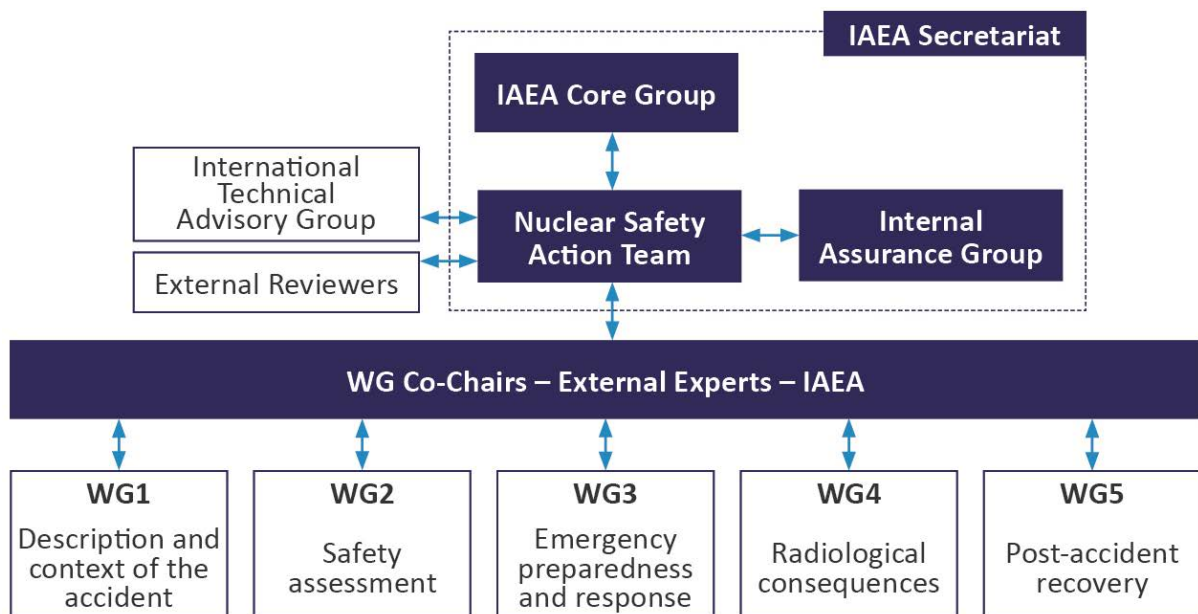 IAEA Secretariat
IAEA Core Group
International
Technical
Advisory Group
Nuclear Safety
Action Team
Internal
Assurance Group
External Reviewers
WG Co-Chairs – External Experts – IAEA
WG1
Description and
context of the
accident
WG2
Safety
assessment
WG3
Emergency
preparedness
and response
WG4
Radiological
consequences
WG5
Post-accident
recovery